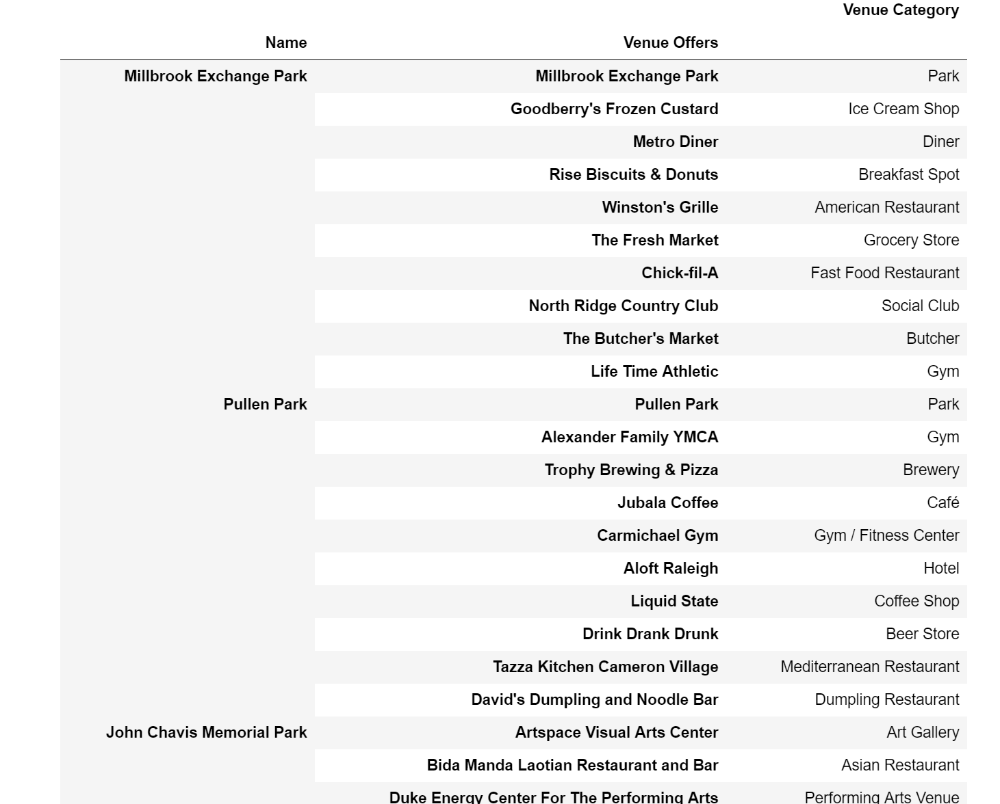 Venue Category
Name Venue Offers
Millbrook Exchange Park Millbrook Exchange Park Park
Goodberry's Frozen Custard Ice Cream Shop
Metro Diner Diner
Rise Biscuits & Donuts Breakfast Spot
Winston's Grille American Restaurant
The Fresh Market Grocery Store
Chick-fil-A Fast Food Restaurant
North Ridge Country Club Social Club
The Butcher's Market Butcher
Life Time Athletic Gym
Pullen Park Pullen Park Park
Alexander Family YMCA Gym
Trophy Brewing & Pizza Brewery
Jubala Coffee Café
Carmichael Gym Gym / Fitness Center
Aloft Raleigh Hotel
Liquid State Coffee Shop
Drink Drank Drunk Beer Store
Tazza Kitchen Cameron Village Mediterranean Restaurant
David's Dumpling and Noodle Bar Dumpling Restaurant
John Chavis Memorial Park Artspace Visual Arts Center Art Gallery
Bida Manda Laotian Restaurant and Bar Asian Restaurant
Duke Energy Center For The Performing Arts Performing Arts Venue